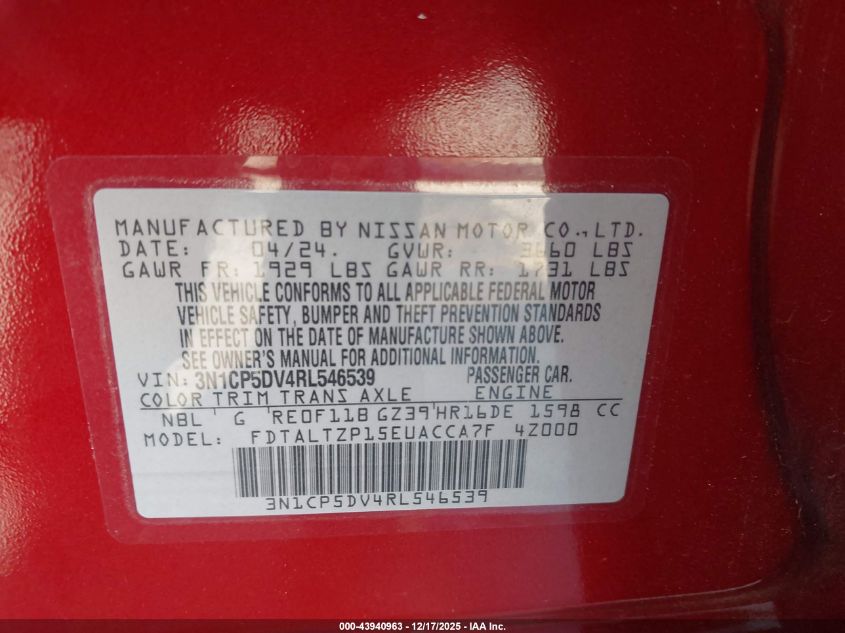 MANUFACTURED BY NISSAN MOTOR CO., LTD.
DATE: 04/24. GVWR: 3660 LBS
GAWR FR: 1929 LBS GAWR RR: 1731 LBS
THIS VEHICLE CONFORMS TO ALL APPLICABLE FEDERAL MOTOR
VEHICLE SAFETY, BUMPER AND THEFT PREVENTION STANDARDS
IN EFFECT ON THE DATE OF MANUFACTURE SHOWN ABOVE.
SEE OWNER'S MANUAL FOR ADDITIONAL INFORMATION.
VIN: 3N1CP5DV4RL546539 PASSENGER CAR.
COLOR TRIM TRANS AXLE ENGINE
NBL G RE0F11B GZ39 HR16DE 1598 CC
MODEL: FDTALTZP15EUACCA7F 4Z000
3N1CP5DV4RL546539
000-43940963 - 12/17/2025 - IAA Inc.